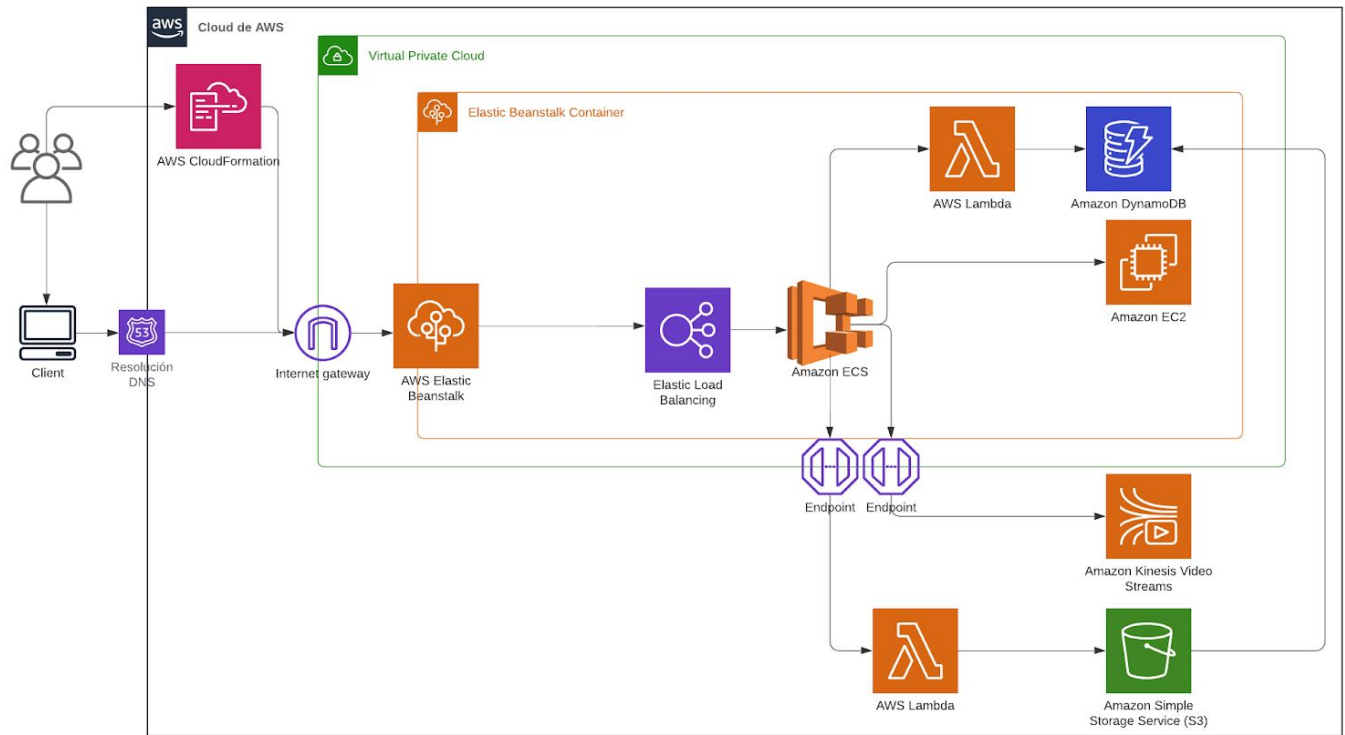 aws
Cloud de AWS
Virtual Private Cloud
Elastic Beanstalk Container
AWS CloudFormation
AWS Lambda
Amazon DynamoDB
Amazon EC2
Client
53
Resolución
DNS
Internet gateway
AWS Elastic
Beanstalk
Elastic Load
Balancing
Amazon ECS
Endpoint
Endpoint
Amazon Kinesis Video
Streams
AWS Lambda
Amazon Simple
Storage Service (S3)